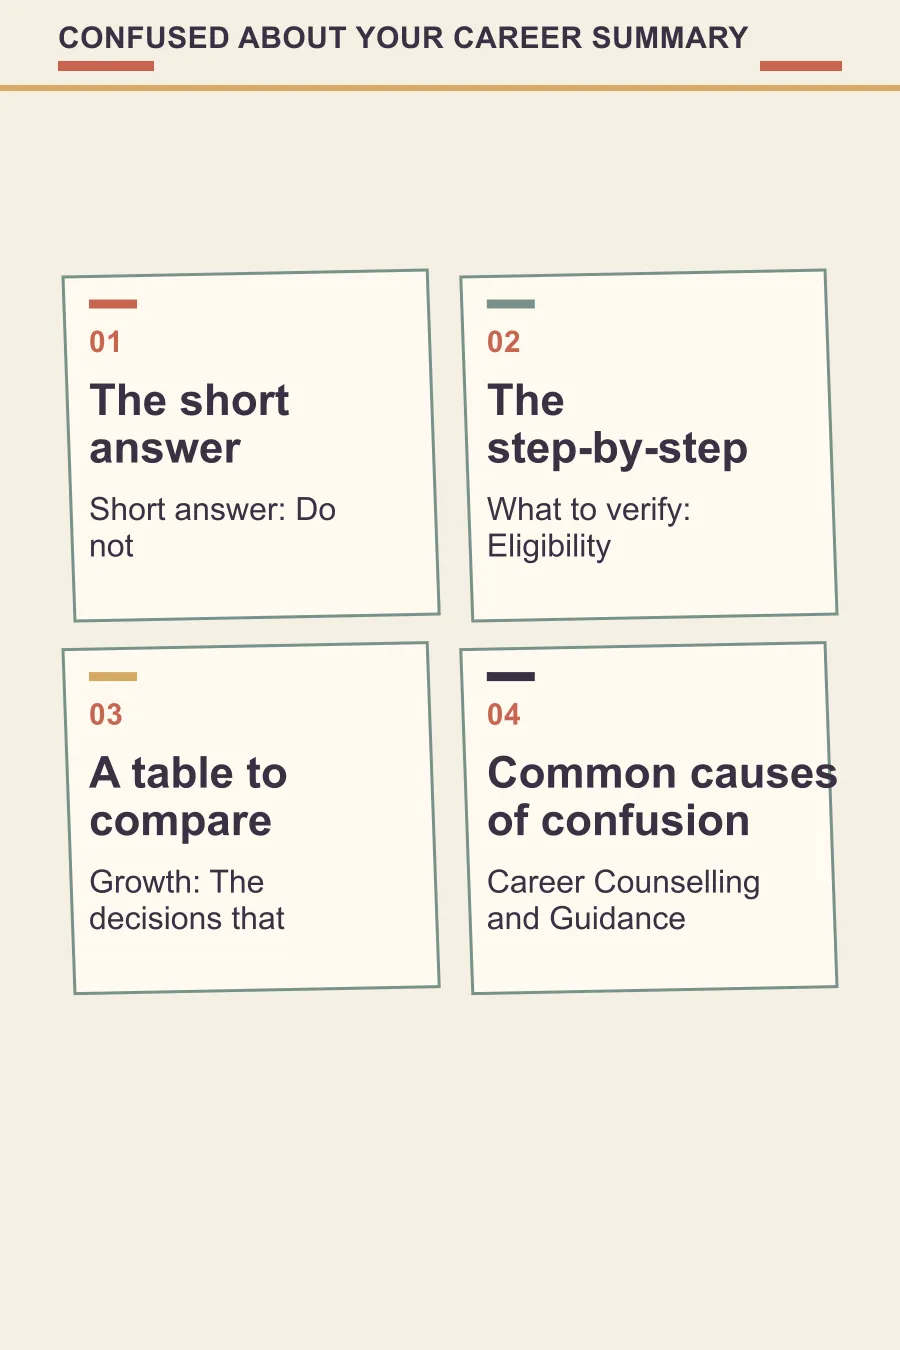 CONFUSED ABOUT YOUR CAREER SUMMARY
01
The short
answer
Short answer: Do
not
02
The
step-by-step
What to verify:
Eligibility
03
A table to
compare
Growth: The
decisions that
04
Common causes
of confusion
Career Counselling
and Guidance